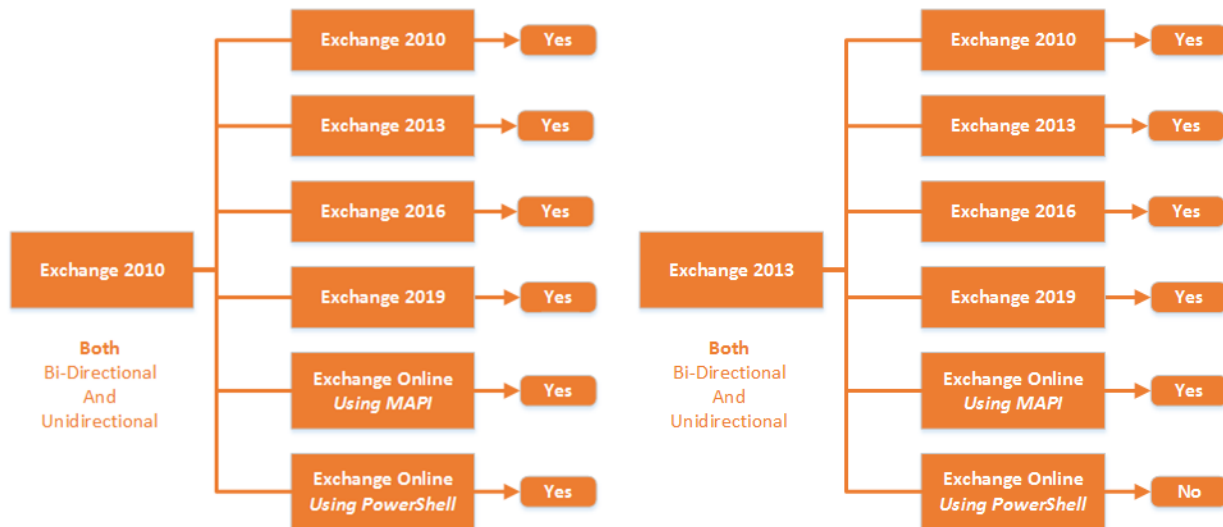 Exchange 2010
Both
Bi-Directional
And
Unidirectional
Exchange 2010
Yes
Exchange 2013
Yes
Exchange 2016
Yes
Exchange 2019
Yes
Exchange Online
Using MAPI
Yes
Exchange Online
Using PowerShell
Yes
Exchange 2013
Both
Bi-Directional
And
Unidirectional
Exchange 2010
Yes
Exchange 2013
Yes
Exchange 2016
Yes
Exchange 2019
Yes
Exchange Online
Using MAPI
Yes
Exchange Online
Using PowerShell
No